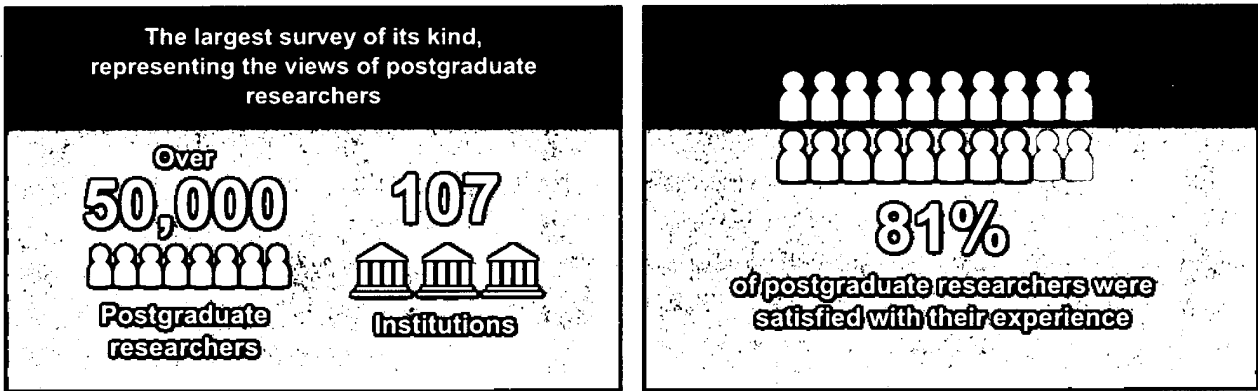 The largest survey of its kind,
representing the views of postgraduate
researchers
Over
50,000
Postgraduate
researchers
107
Institutions
81%
of postgraduate researchers were
satisfied with their experience